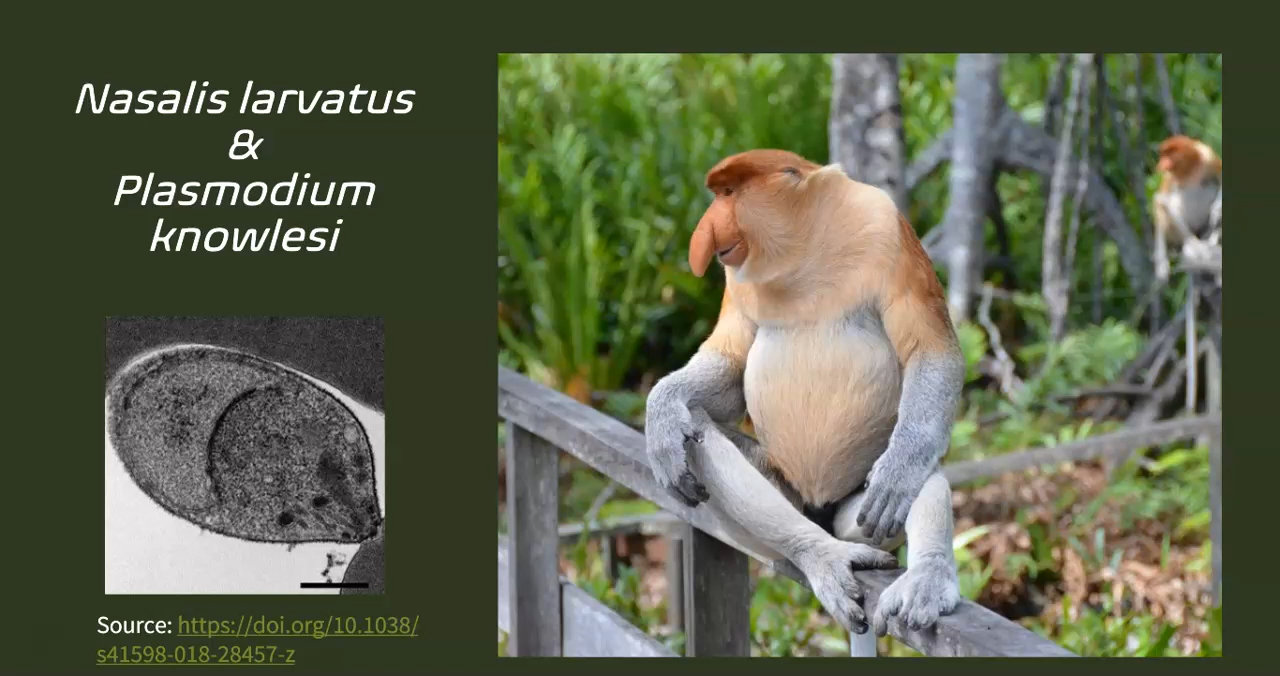 Nasalis larvatus
&
Plasmodium
knowlesi
Source: https://doi.org/10.1038/
s41598-018-28457-z